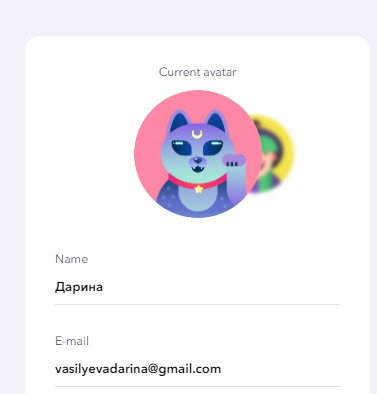 Current avatar
Name
Дарина
E-mail
vasilyevadarina@gmail.com